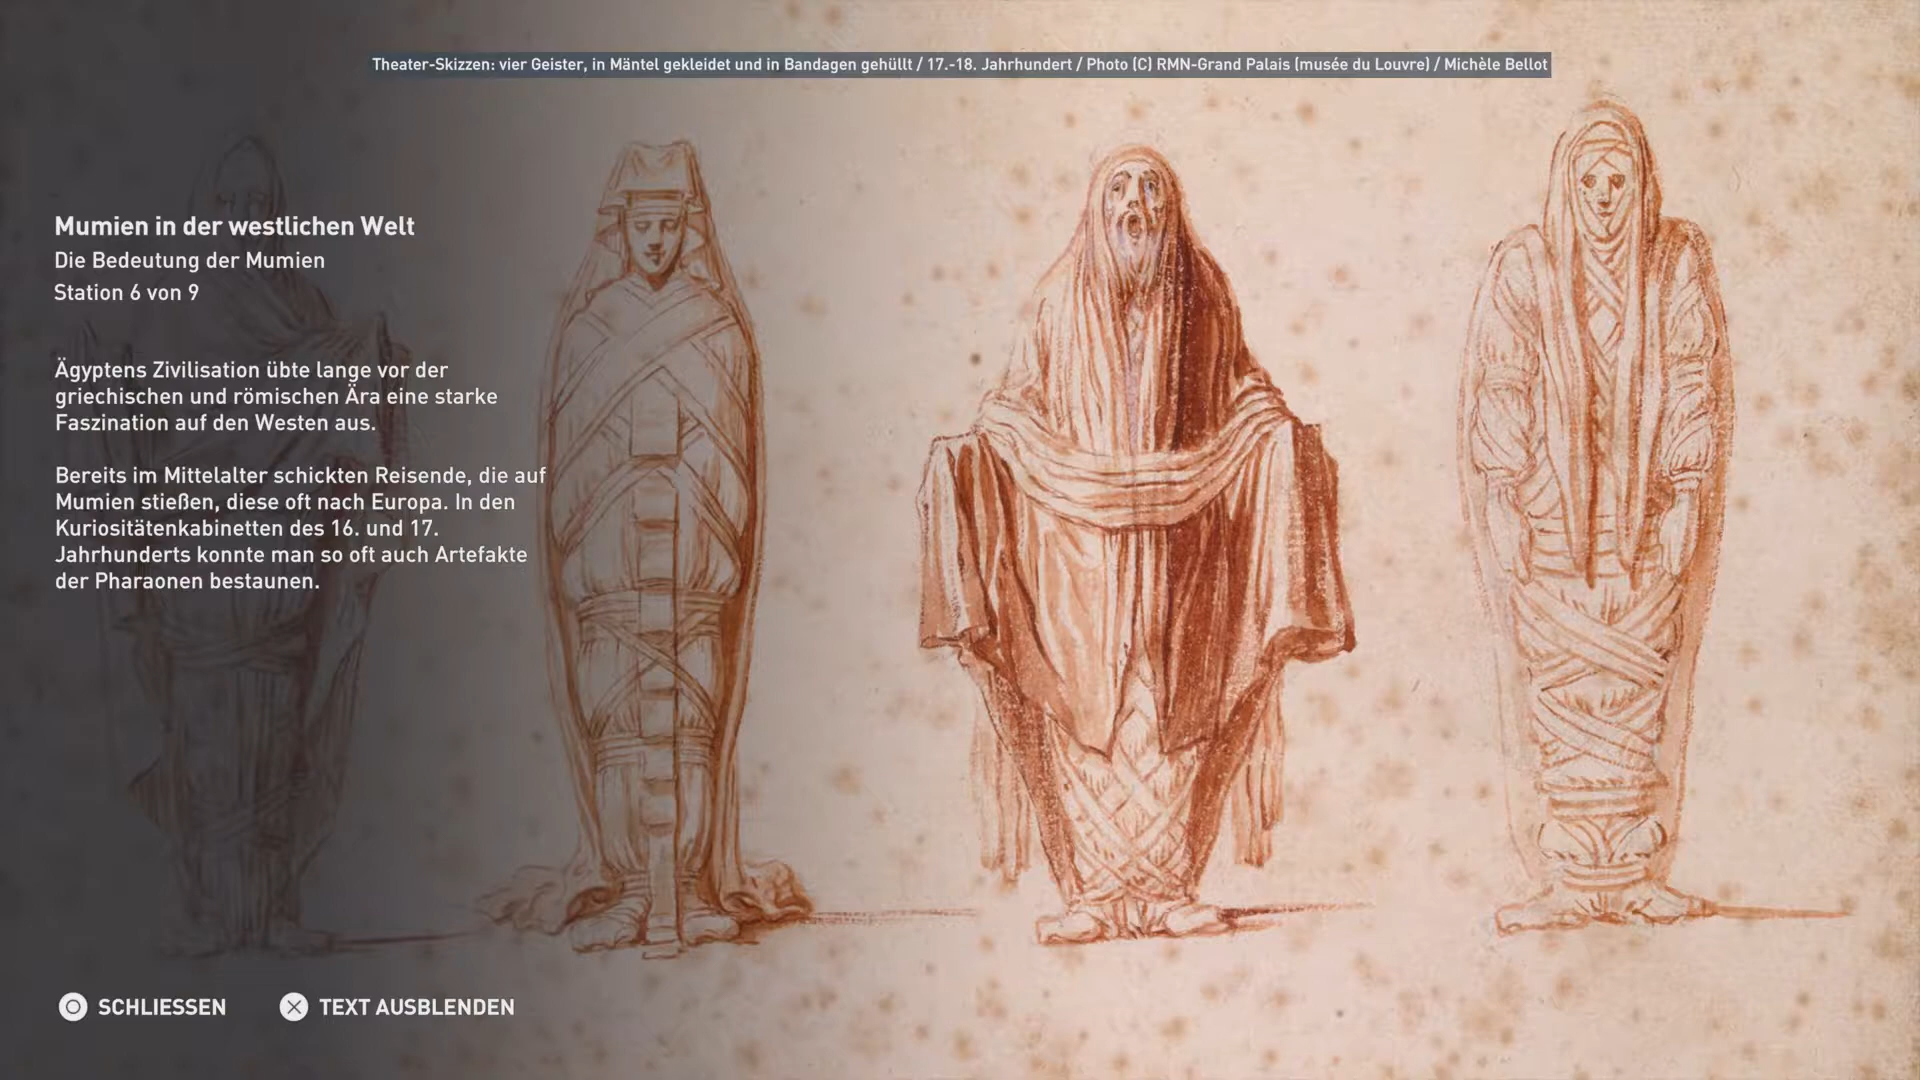 Theater-Skizzen: vier Geister, in Mäntel gekleidet und in Bandagen gehüllt / 17.-18. Jahrhundert / Photo (C) RMN-Grand Palais (musée du Louvre) / Michèle Bellot
Mumien in der westlichen Welt
Die Bedeutung der Mumien
Station 6 von 9
Ägyptens Zivilisation übte lange vor der
griechischen und römischen Ära eine starke
Faszination auf den Westen aus.
Bereits im Mittelalter schickten Reisende, die auf
Mumien stießen, diese oft nach Europa. In den
Kuriositätenkabinetten des 16. und 17.
Jahrhunderts konnte man so oft auch Artefakte
der Pharaonen bestaunen.
SCHLIESSEN
TEXT AUSBLENDEN